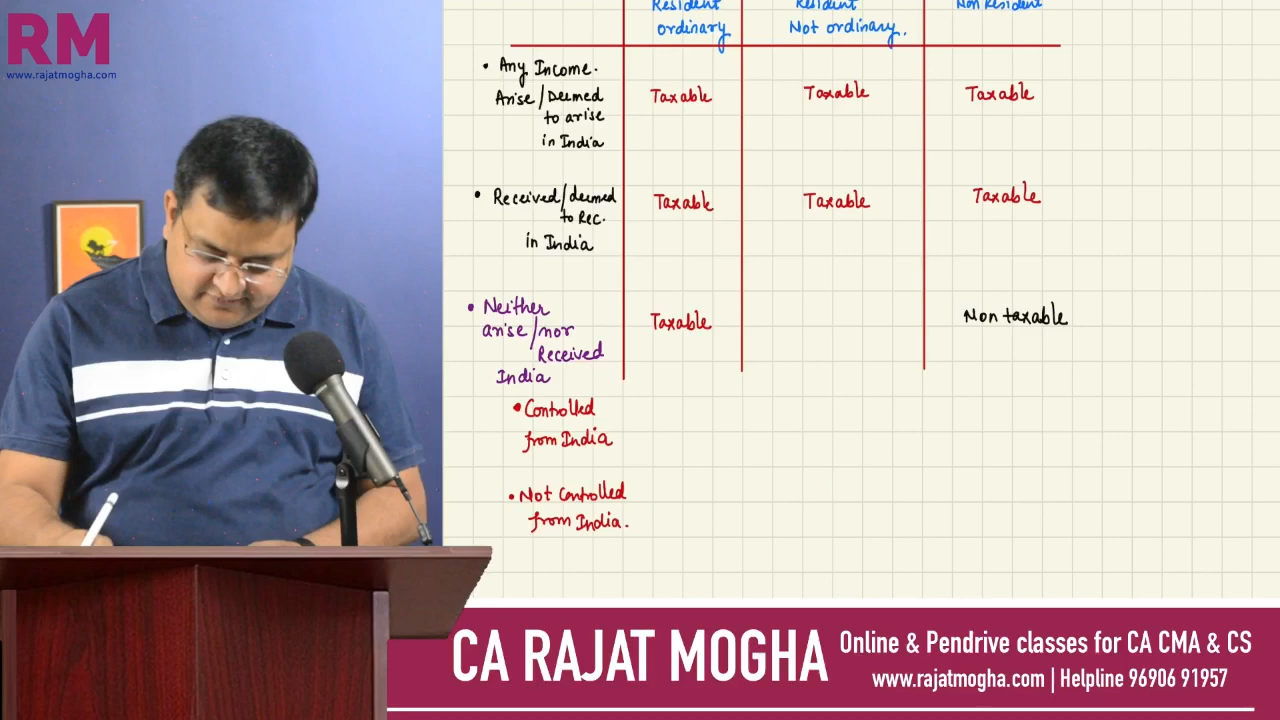 RM
www.rajatmogha.com
Resident
ordinary
Resident
Not ordinary.
Non Resident
• Any Income.
Arise/Deemed
to arise
in India
Taxable
Taxable
Taxable
• Received/deemed
to Rec.
in India
Taxable
Taxable
Taxable
• Neither
arise/nor
Received
India
Taxable
Non taxable
• Controlled
from India
• Not Controlled
from India.
CA RAJAT MOGHA
Online & Pendrive classes for CA CMA & CS
www.rajatmogha.com | Helpline 96906 91957